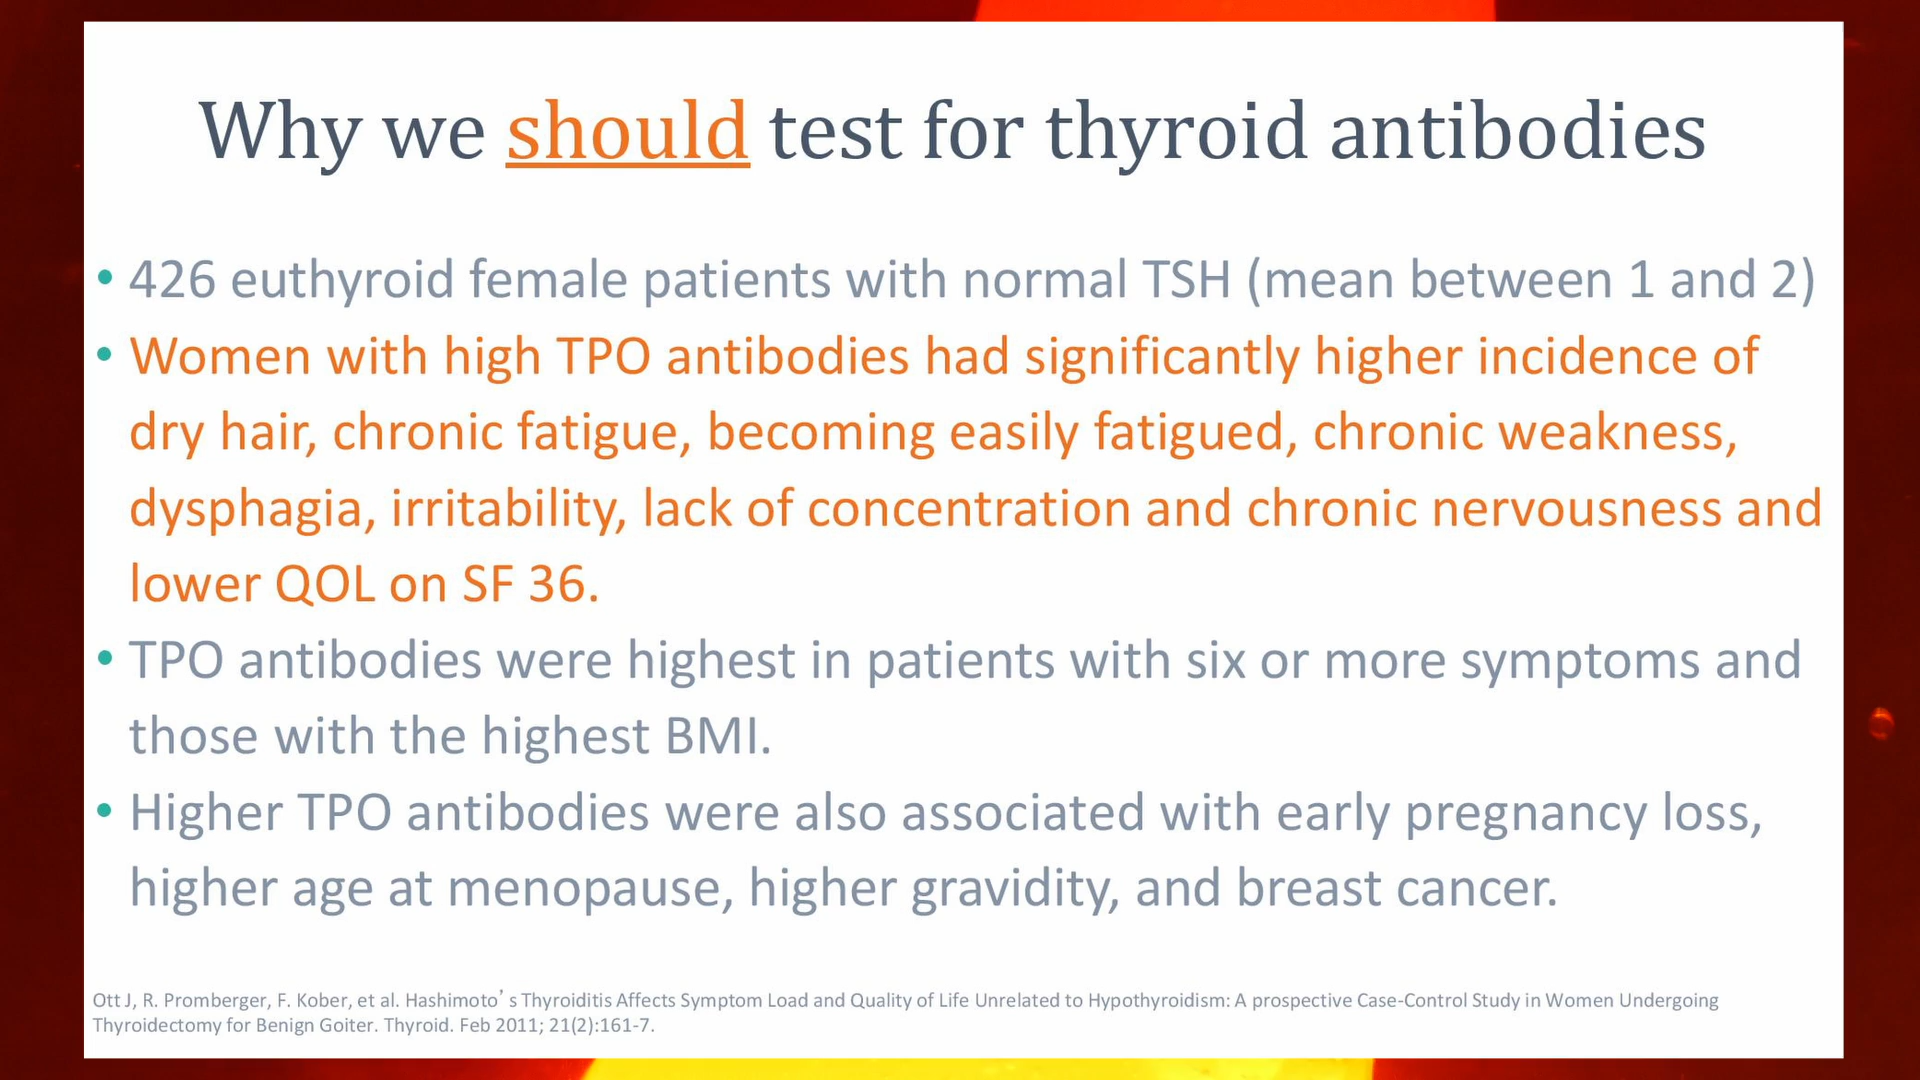 Why we should test for thyroid antibodies
• 426 euthyroid female patients with normal TSH (mean between 1 and 2)
• Women with high TPO antibodies had significantly higher incidence of
dry hair, chronic fatigue, becoming easily fatigued, chronic weakness,
dysphagia, irritability, lack of concentration and chronic nervousness and
lower QOL on SF 36.
• TPO antibodies were highest in patients with six or more symptoms and
those with the highest BMI.
• Higher TPO antibodies were also associated with early pregnancy loss,
higher age at menopause, higher gravidity, and breast cancer.
Ott J, R. Promberger, F. Kober, et al. Hashimoto’ s Thyroiditis Affects Symptom Load and Quality of Life Unrelated to Hypothyroidism: A prospective Case-Control Study in Women Undergoing
Thyroidectomy for Benign Goiter. Thyroid. Feb 2011; 21(2):161-7.